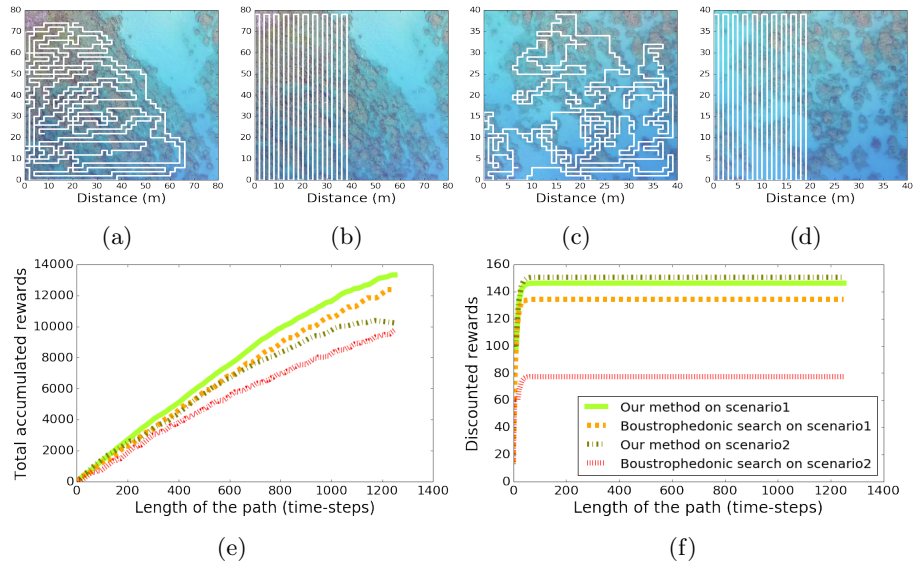 80
70
60
50
40
30
20
10
0
0 10 20 30 40 50 60 70 80
Distance (m)
(a)
80
70
60
50
40
30
20
10
0
0 10 20 30 40 50 60 70 80
Distance (m)
(b)
40
35
30
25
20
15
10
5
0
0 5 10 15 20 25 30 35 40
Distance (m)
(c)
40
35
30
25
20
15
10
5
0
0 5 10 15 20 25 30 35 40
Distance (m)
(d)
Total accumulated rewards
14000
12000
10000
8000
6000
4000
2000
0
0 200 400 600 800 1000 1200 1400
Length of the path (time-steps)
(e)
Discounted rewards
160
140
120
100
80
60
40
20
0
Our method on scenario1
Boustrophedonic search on scenario1
Our method on scenario2
Boustrophedonic search on scenario2
0 200 400 600 800 1000 1200 1400
Length of the path (time-steps)
(f)